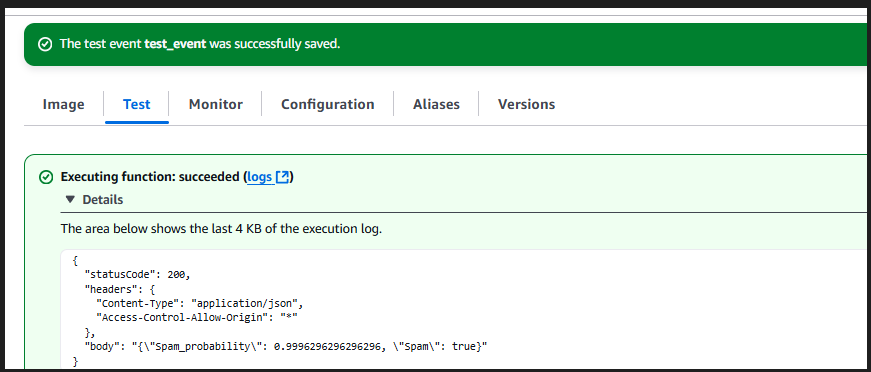 The test event test_event was successfully saved.
Image Test Monitor Configuration Aliases Versions
Executing function: succeeded (logs)
Details
The area below shows the last 4 KB of the execution log.
{
"statusCode": 200,
"headers": {
"Content-Type": "application/json",
"Access-Control-Allow-Origin": "*"
},
"body": "{\"Spam_probability\": 0.9996296296296296, \"Spam\": true}"
}